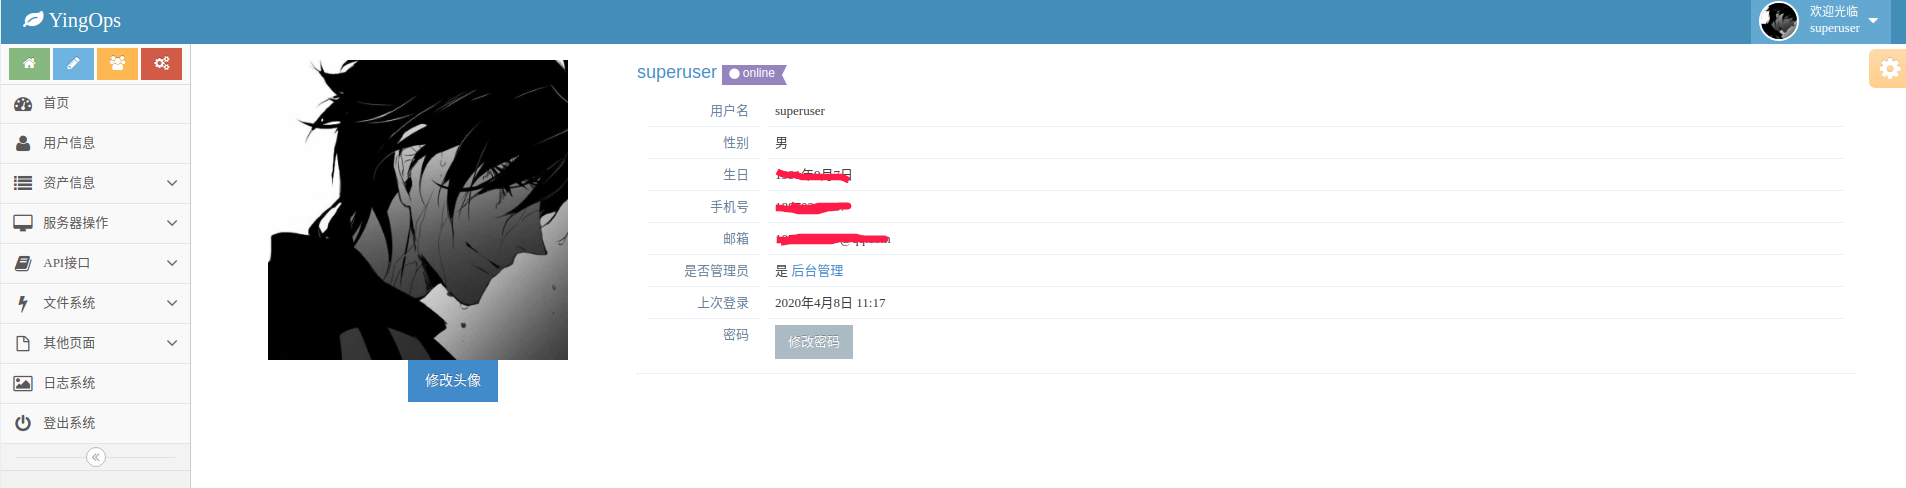 YingOps
欢迎光临
superuser
首页
用户信息
资产信息
服务器操作
API接口
文件系统
其他页面
日志系统
登出系统
修改头像
superuser online
用户名 superuser
性别 男
生日
手机号
邮箱
是否管理员 是 后台管理
上次登录 2020年4月8日 11:17
密码 修改密码